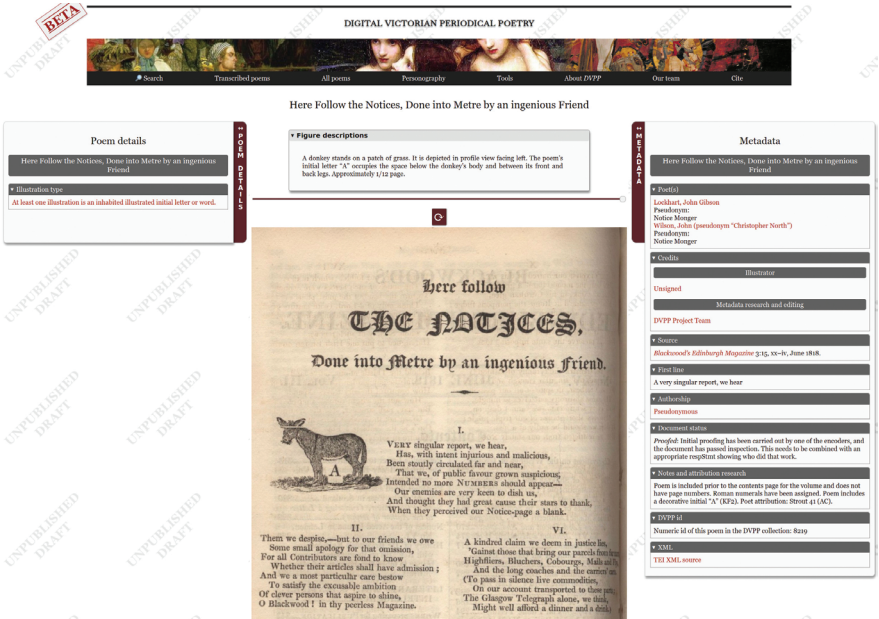 BETA
DIGITAL VICTORIAN PERIODICAL POETRY
🔎 Search
Transcribed poems
All poems
Personography
Tools
About DVPP
Our team
Cite
Here Follow the Notices, Done into Metre by an ingenious Friend
Poem details
Here Follow the Notices, Done into Metre by an ingenious
Friend
▾ Illustration type
At least one illustration is an inhabited illustrated initial letter or word.
↔ POEM DETAILS
▾ Figure descriptions
A donkey stands on a patch of grass. It is depicted in profile view facing left. The poem's
initial letter “A” occupies the space below the donkey's body and between its front and
back legs. Approximately 1/12 page.
Here follow
THE NOTICES,
Done into Metre by an ingenious Friend.
I.
A
VERY singular report, we hear,
Has, with intent injurious and malicious,
Been stoutly circulated far and near,
That we, of public favour grown suspicious,
Intended no more NUMBERS should appear—
Our enemies are very keen to dish us,
And thought they had great cause their stars to thank,
When they perceived our Notice-page a blank.
II.
Them we despise,—but to our friends we owe
Some small apology for that omission,
For all Contributors are fond to know
Whether their articles shall have admission;
And we a most particular care bestow
To satisfy the excusable ambition
Of clever persons that aspire to shine,
O Blackwood! in thy peerless Magazine.
VI.
A kindred claim we deem in justice lies,
'Gainst those that bring our parcels from
Highfliers, Bluchers, Cobourgs, Mails and
And the long coaches and the carriers'
(To pass in silence live commodities,
On our account transported to these
The Glasgow Telegraph alone, we think,
Might well afford a dinner and a drink
↔ METADATA
Metadata
Here Follow the Notices, Done into Metre by an ingenious
Friend
▾ Poet(s)
Lockhart, John Gibson
Pseudonym:
Notice Monger
Wilson, John (pseudonym “Christopher North”)
Pseudonym:
Notice Monger
▾ Credits
Illustrator
Unsigned
Metadata research and editing
DVPP Project Team
▾ Source
Blackwood's Edinburgh Magazine 3:15, xx–iv, June 1818.
▾ First line
A very singular report, we hear
▾ Authorship
Pseudonymous
▾ Document status
Proofed: Initial proofing has been carried out by one of the encoders, and
the document has passed inspection. This needs to be combined with an
appropriate respStmt showing who did that work.
▾ Notes and attribution research
Poem is included prior to the contents page for the volume and does not
have page numbers. Roman numerals have been assigned. Poem includes
a decorative initial “A” (KF2). Poet attribution: Strout 41 (AC).
▾ DVPP id
Numeric id of this poem in the DVPP collection: 8219
▾ XML
TEI XML source
UNPUBLISHED
DRAFT
UNPUBLISHED
DRAFT
UNPUBLISHED
DRAFT
UNPUBLISHED
DRAFT
UNPUBLISHED
DRAFT
UNPUBLISHED
DRAFT